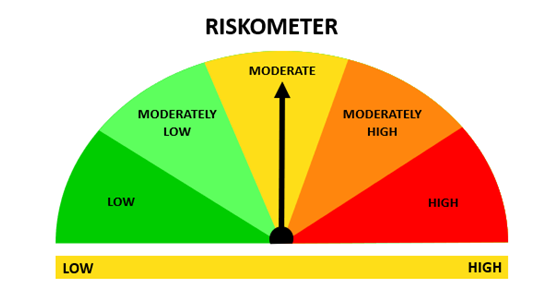 RISKOMETER
MODERATE
MODERATELY
LOW
MODERATELY
HIGH
LOW
HIGH
LOW
HIGH